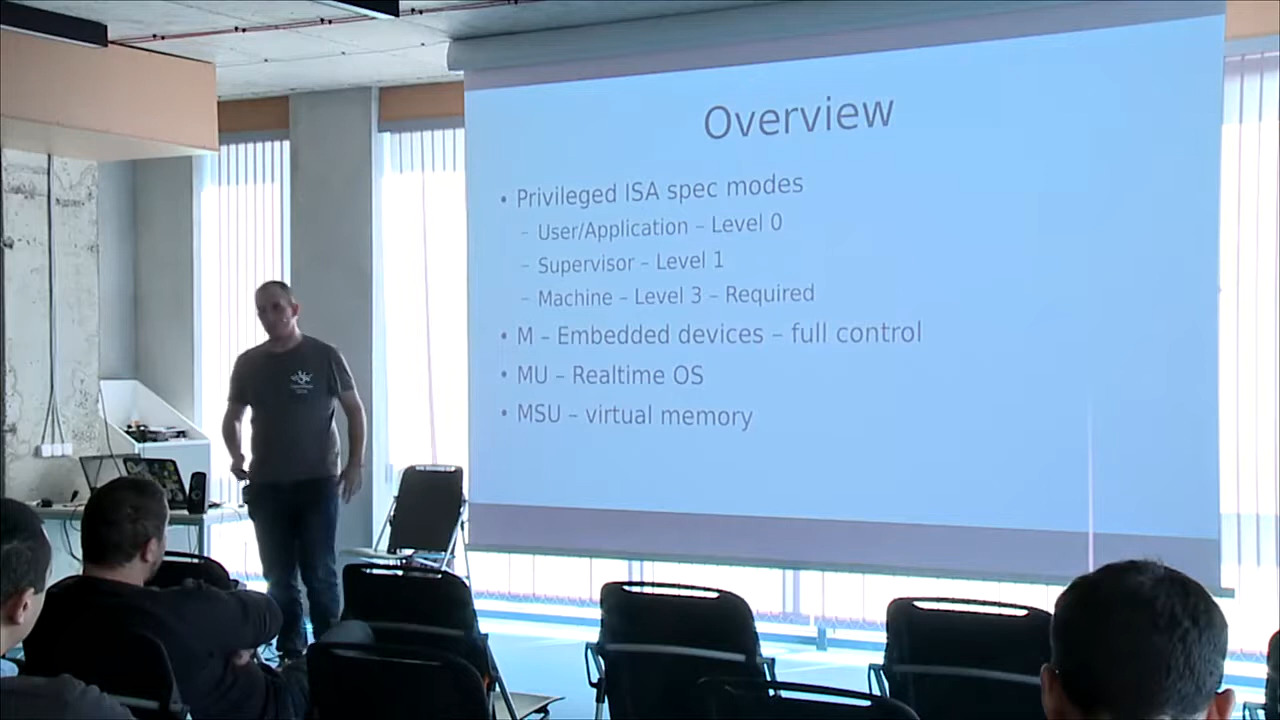 Overview
• Privileged ISA spec modes
– User/Application – Level 0
– Supervisor – Level 1
– Machine – Level 3 – Required
• M – Embedded devices – full control
• MU – Realtime OS
• MSU – virtual memory